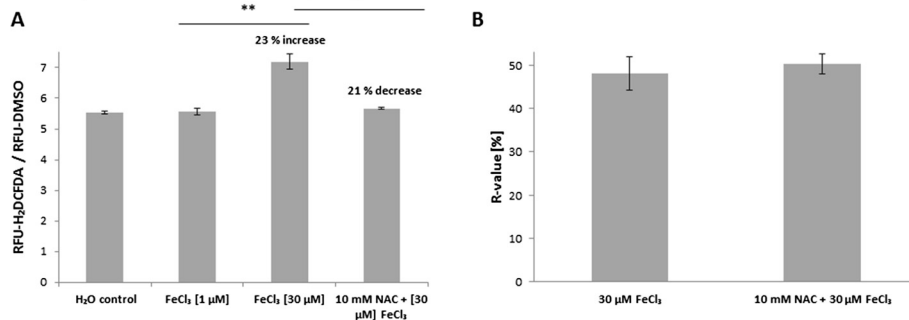 A
**
23 % increase
21 % decrease
RFU-H₂DCFDA / RFU-DMSO
7
6
5
4
3
2
1
0
H₂O control
FeCl₃ [1 µM]
FeCl₃ [30 µM]
10 mM NAC + [30
µM] FeCl₃
B
R-value [%]
50
40
30
20
10
0
30 µM FeCl₃
10 mM NAC + 30 µM FeCl₃